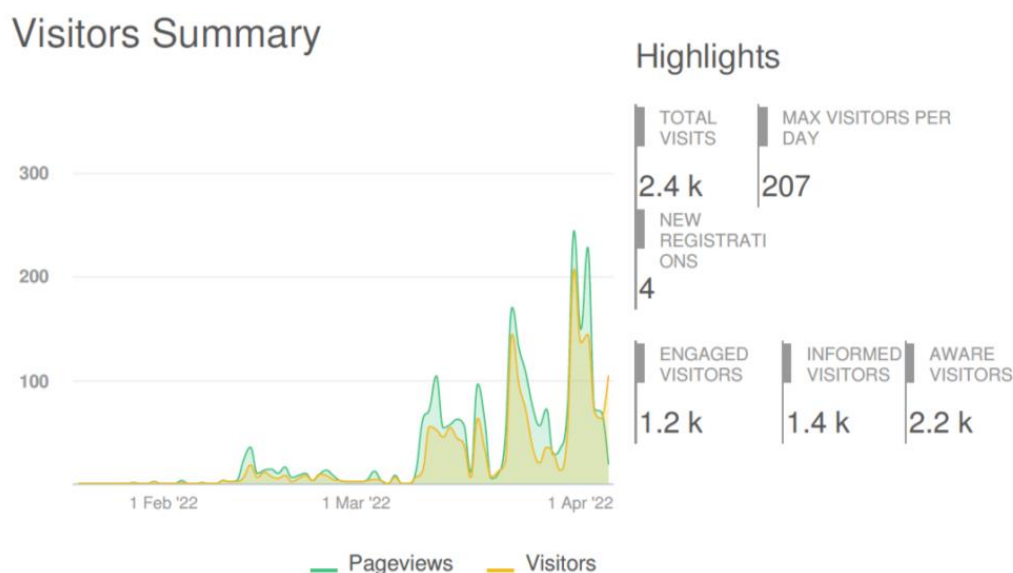 Visitors Summary
Highlights
TOTAL
VISITS
2.4 k
MAX VISITORS PER
DAY
207
NEW
REGISTRATI
ONS
4
ENGAGED
VISITORS
1.2 k
INFORMED
VISITORS
1.4 k
AWARE
VISITORS
2.2 k
300
200
100
1 Feb '22
1 Mar '22
1 Apr '22
Pageviews
Visitors